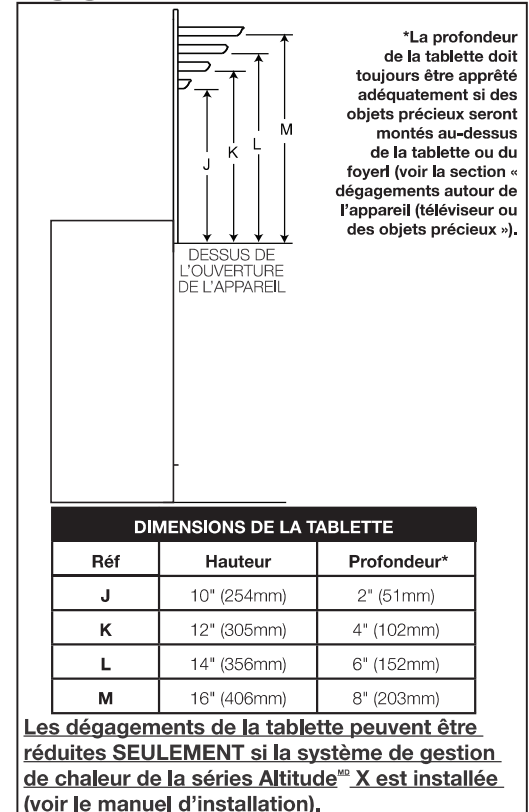 *La profondeur
de la tablette doit
toujours être apprêté
adéquatement si des
objets précieux seront
montés au-dessus
de la tablette ou du
foyerl (voir la section «
dégagements autour de
l'appareil (téléviseur ou
des objets précieux »).
J
K
L
M
DESSUS DE
L'OUVERTURE
DE L'APPAREIL
DIMENSIONS DE LA TABLETTE
Réf Hauteur Profondeur*
J 10" (254mm) 2" (51mm)
K 12" (305mm) 4" (102mm)
L 14" (356mm) 6" (152mm)
M 16" (406mm) 8" (203mm)
Les dégagements de la tablette peuvent être
réduites SEULEMENT si la système de gestion
de chaleur de la séries Altitude MD X est installée
(voir le manuel d'installation).